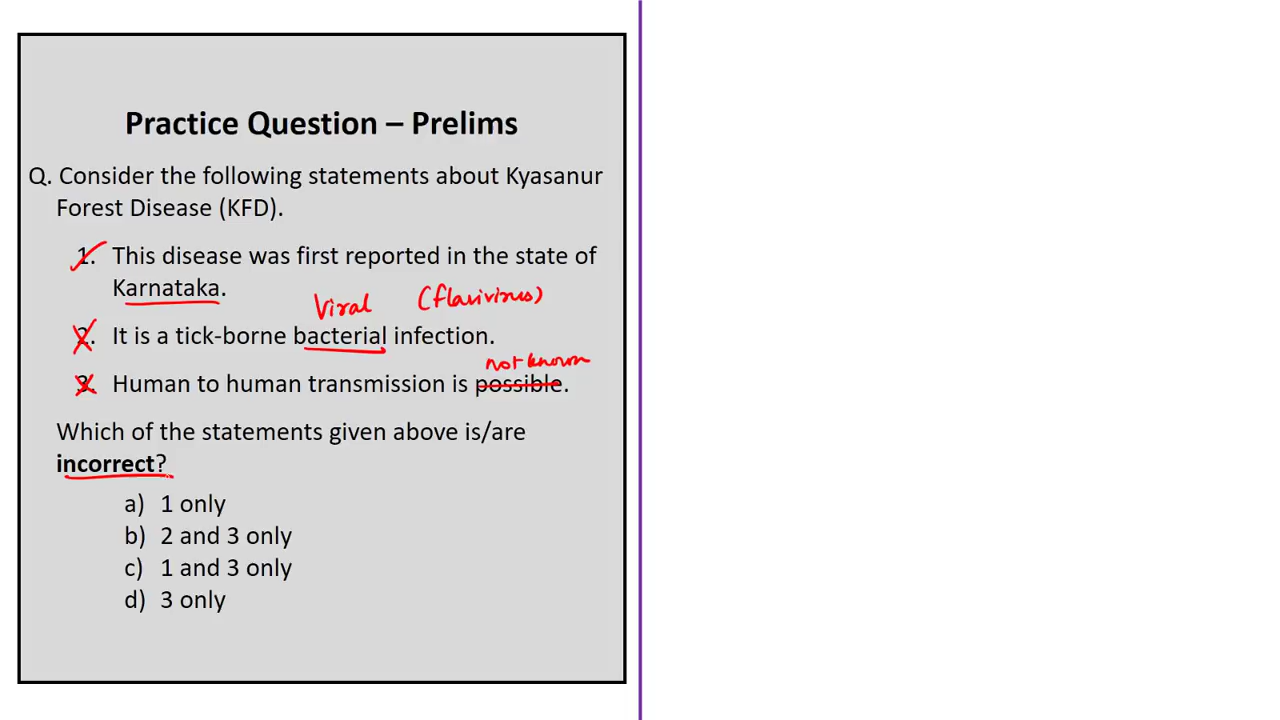 Practice Question – Prelims
Q. Consider the following statements about Kyasanur
Forest Disease (KFD).
1. This disease was first reported in the state of
Karnataka.
Viral (flavivirus)
2. It is a tick-borne bacterial infection.
not known
3. Human to human transmission is possible.
Which of the statements given above is/are
incorrect?
a) 1 only
b) 2 and 3 only
c) 1 and 3 only
d) 3 only